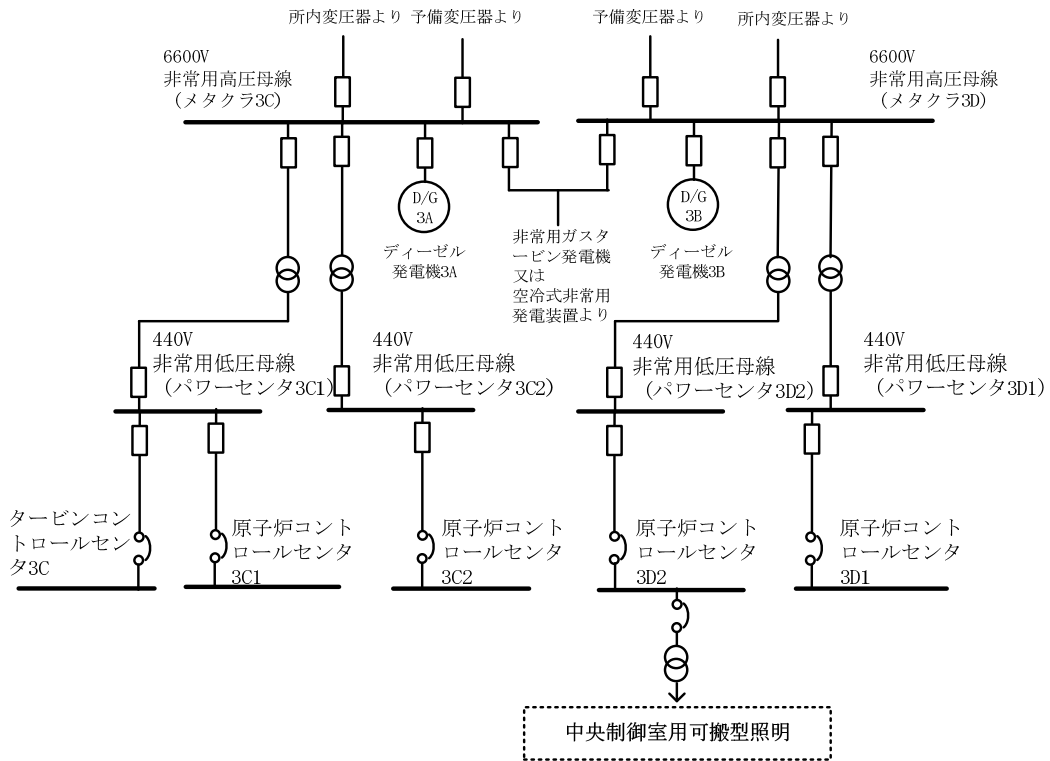 所内変圧器より
予備変圧器より
予備変圧器より
所内変圧器より
6600V
非常用高圧母線
（メタクラ3C）
6600V
非常用高圧母線
（メタクラ3D）
D/G
3A
ディーゼル
発電機3A
非常用ガスタ
ービン発電機
又は
空冷式非常用
発電装置より
D/G
3B
ディーゼル
発電機3B
440V
非常用低圧母線
（パワーセンタ3C1）
440V
非常用低圧母線
（パワーセンタ3C2）
440V
非常用低圧母線
（パワーセンタ3D2）
440V
非常用低圧母線
（パワーセンタ3D1）
タービンコン
トロールセン
タ3C
原子炉コント
ロールセンタ
3C1
原子炉コント
ロールセンタ
3C2
原子炉コント
ロールセンタ
3D2
原子炉コント
ロールセンタ
3D1
中央制御室用可搬型照明